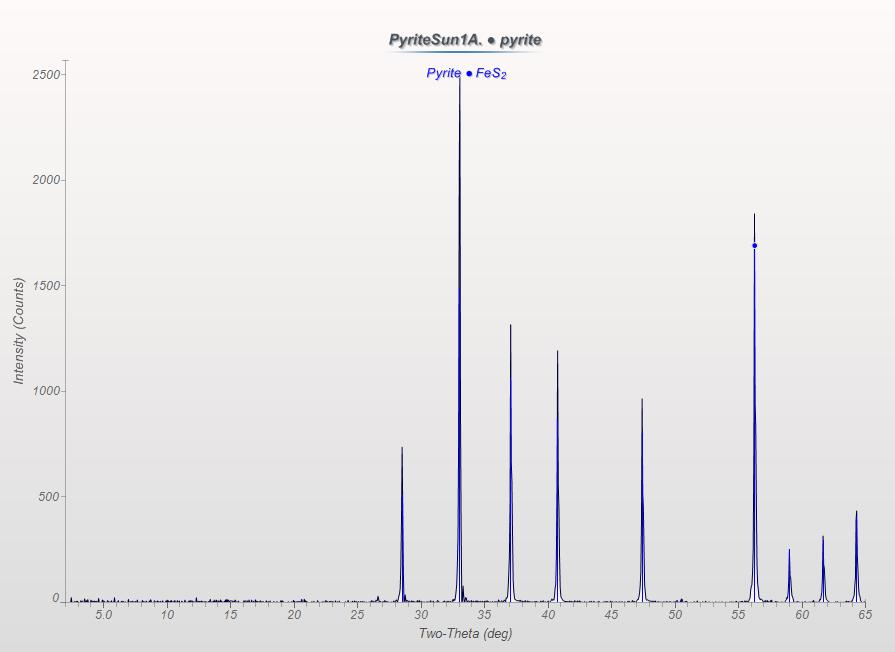 PyriteSun1A. ● pyrite
Pyrite ● FeS₂
2500
2000
1500
1000
500
0
Intensity (Counts)
5.0 10 15 20 25 30 35 40 45 50 55 60 65
Two-Theta (deg)